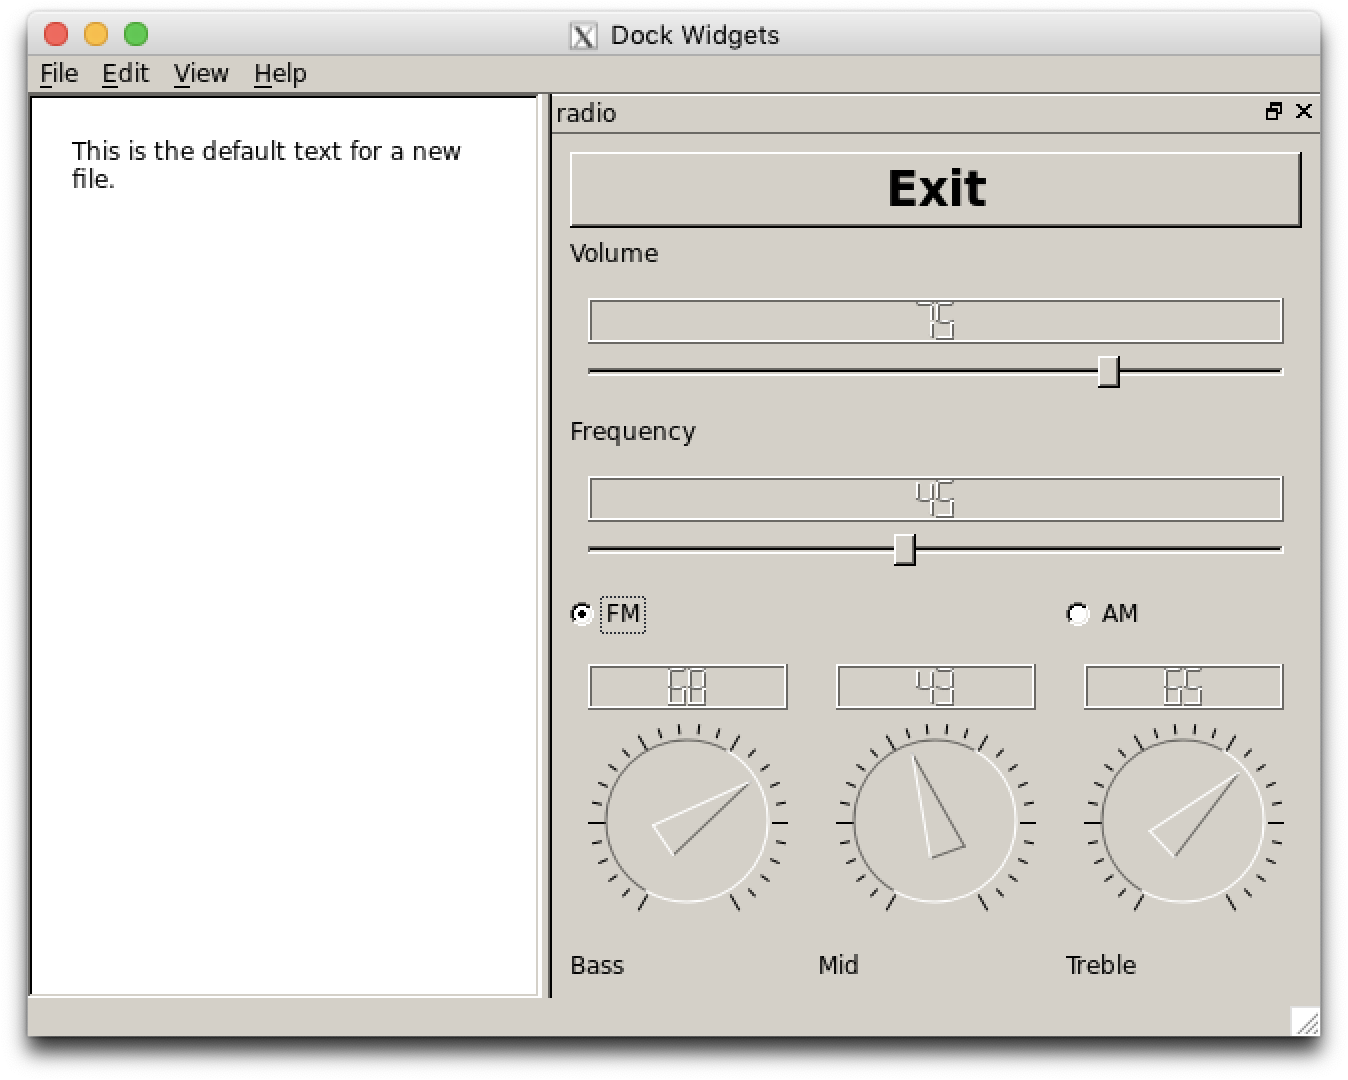 X Dock Widgets
File Edit View Help
This is the default text for a new
file.
radio
Exit
Volume
75
Frequency
45
FM AM
68 43 65
Bass Mid Treble